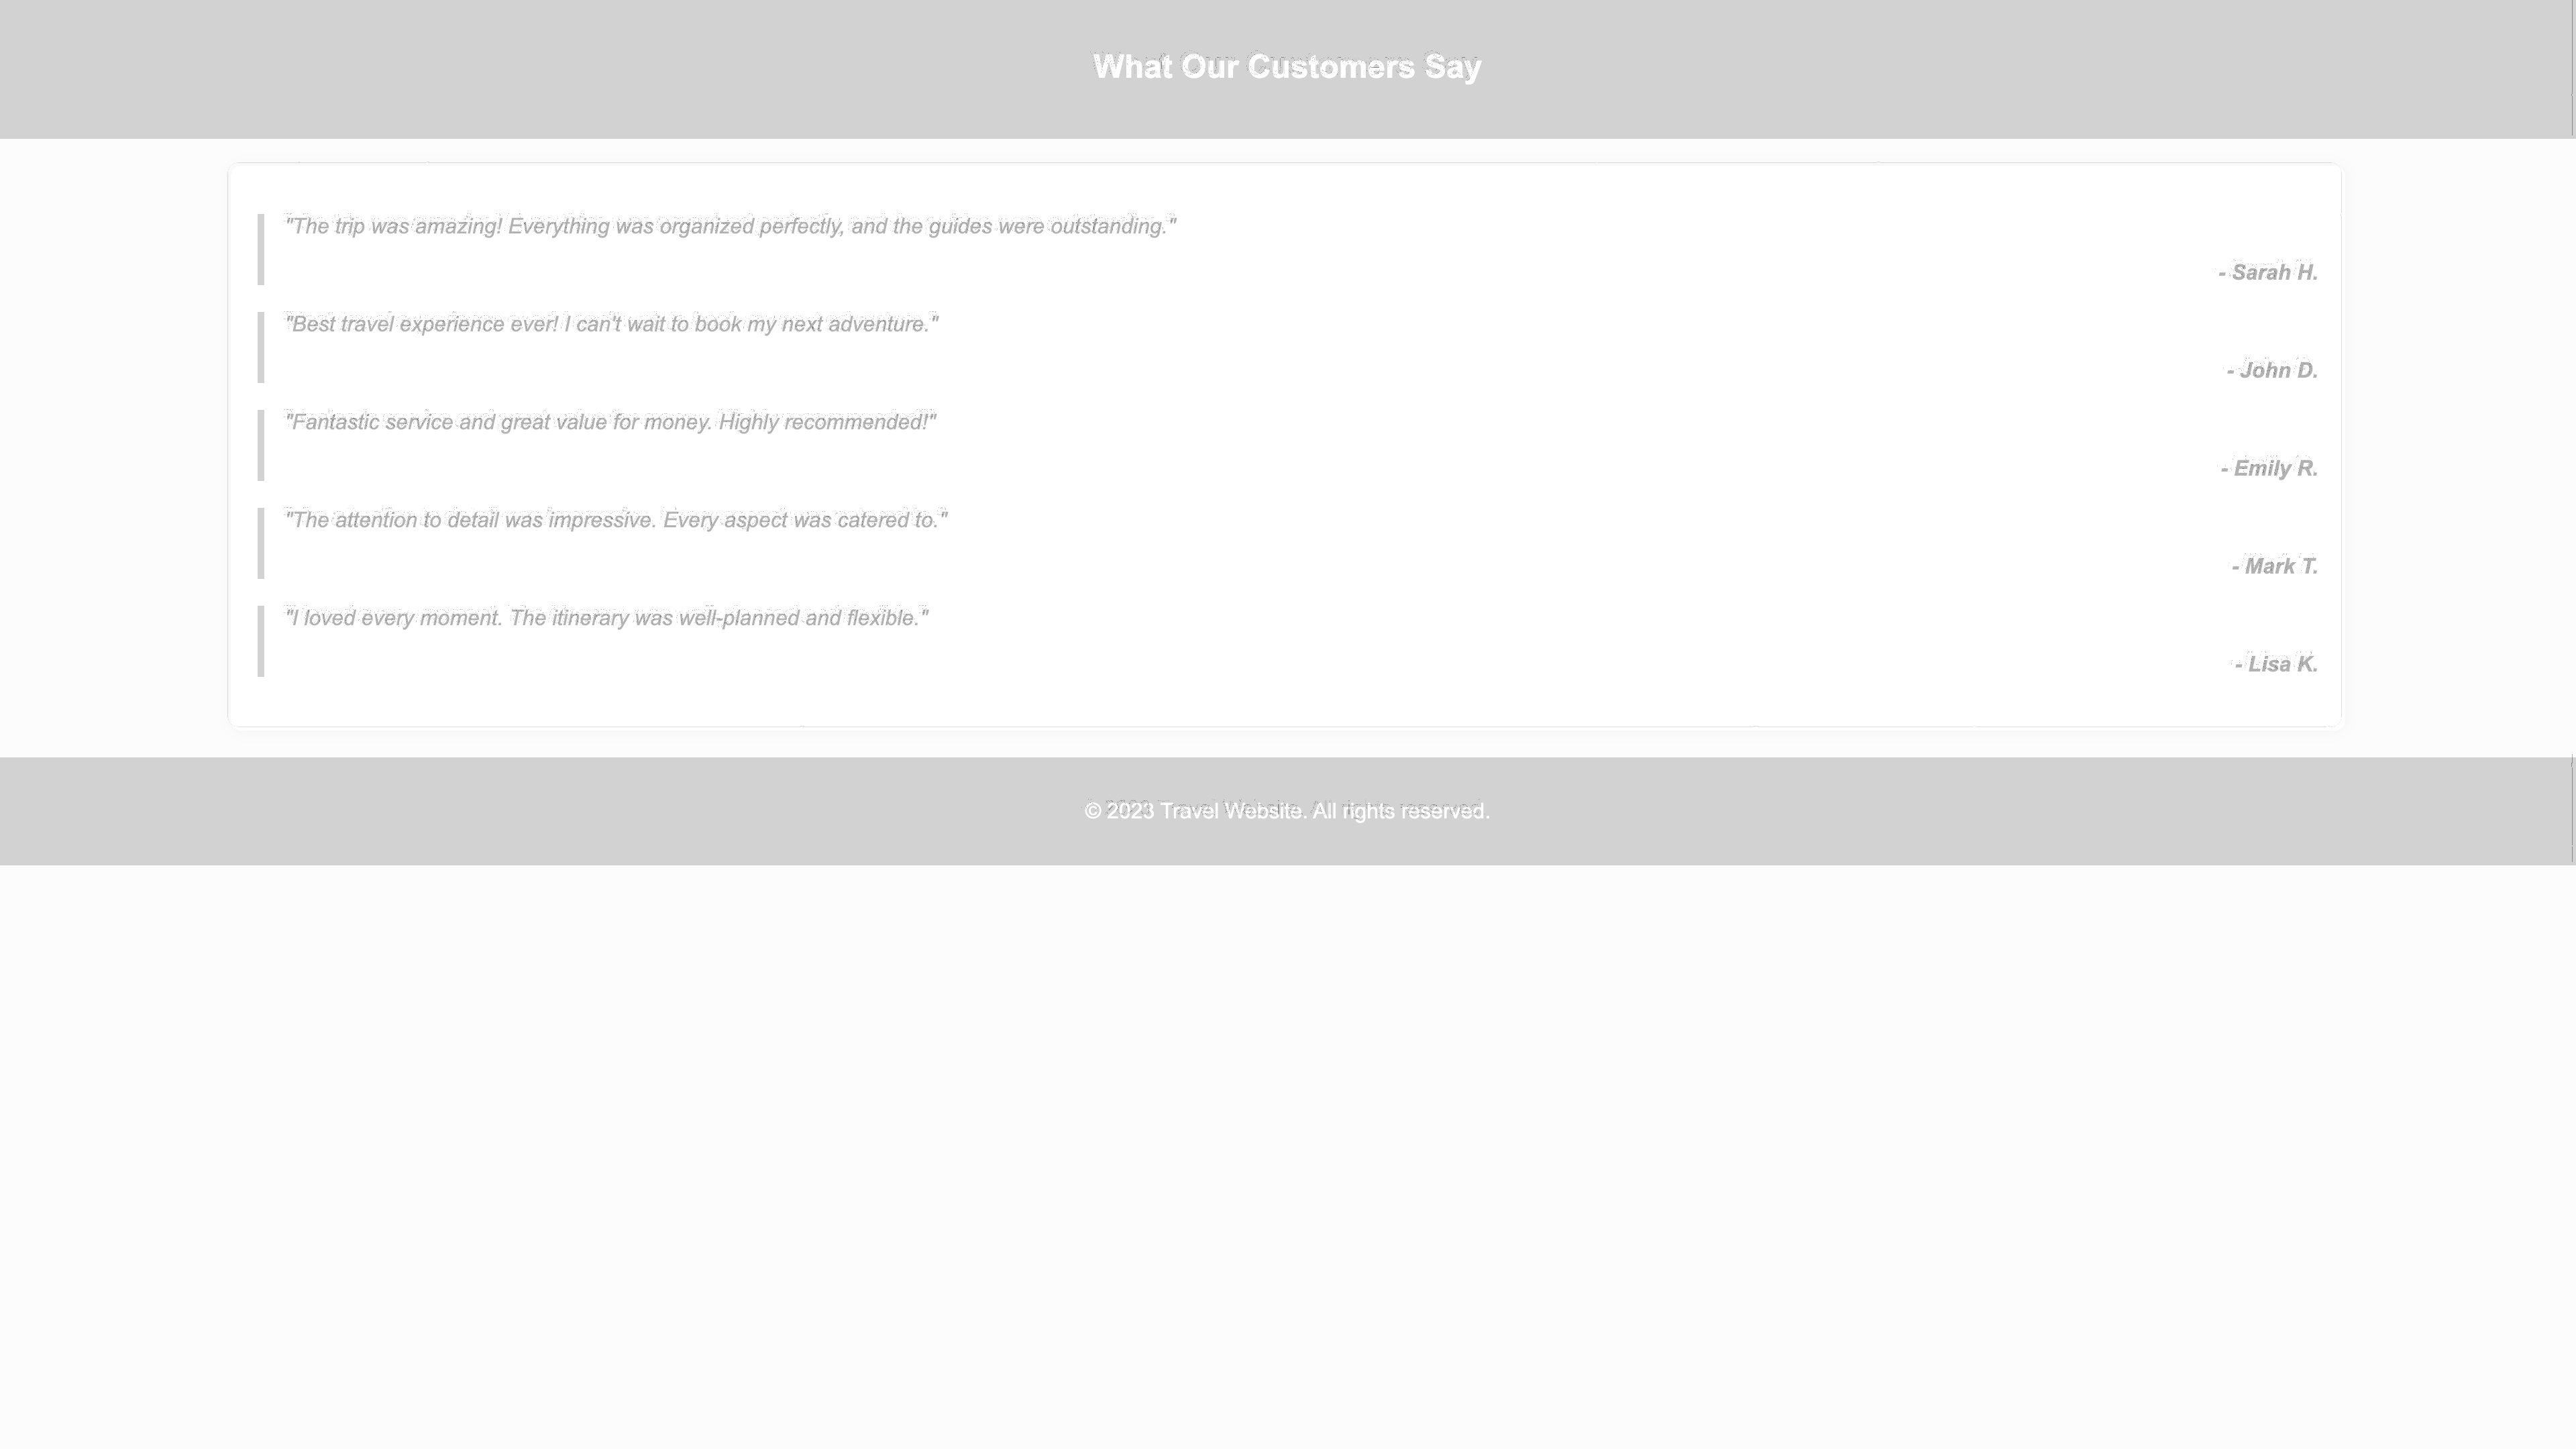 What Our Customers Say
"The trip was amazing! Everything was organized perfectly, and the guides were outstanding."
- Sarah H.
"Best travel experience ever! I can't wait to book my next adventure."
- John D.
"Fantastic service and great value for money. Highly recommended!"
- Emily R.
"The attention to detail was impressive. Every aspect was catered to."
- Mark T.
"I loved every moment. The itinerary was well-planned and flexible."
- Lisa K.
© 2023 Travel Website. All rights reserved.